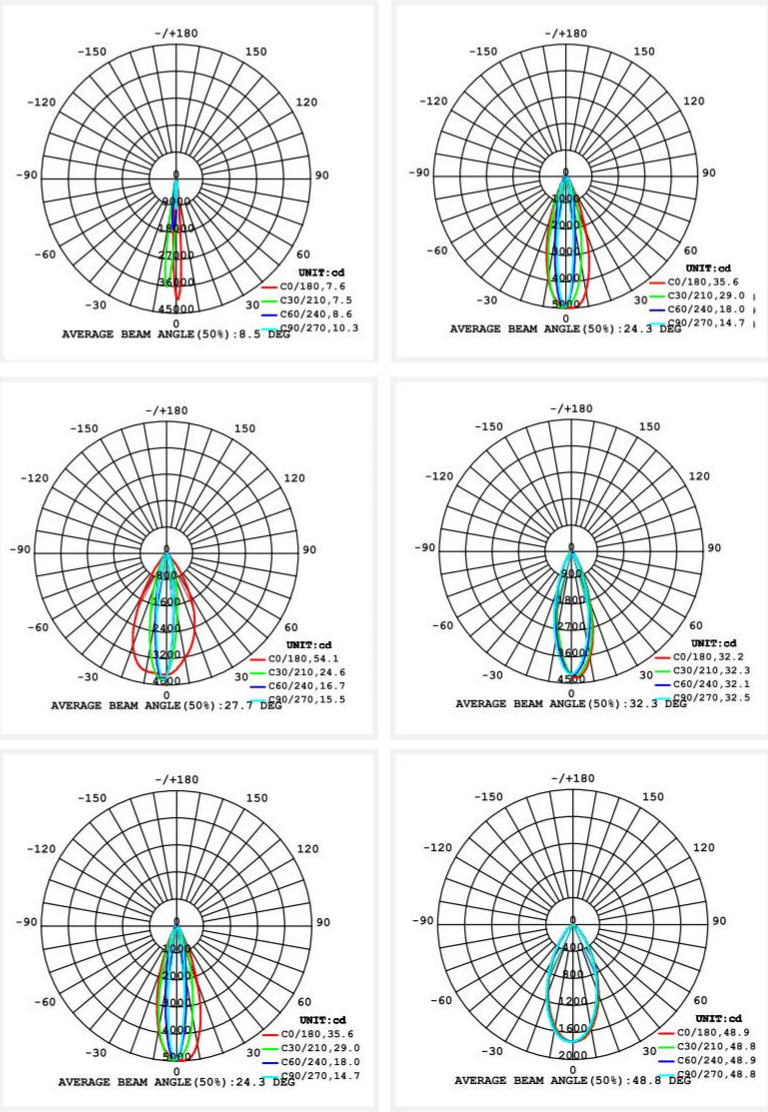 -/+180
-150 150
-120 120
-90 0 90
9000
18000
27000
-60 60
36000 UNIT:cd
C0/180,7.6
-30 30
45000 C30/210,7.5
C60/240,8.6
0
C90/270,10.3
AVERAGE BEAM ANGLE(50%):8.5 DEG
-/+180
-150 150
-120 120
-90 0 90
1000
2000
3000
-60 60
4000 UNIT:cd
C0/180,35.6
-30 30
5000 C30/210,29.0
C60/240,18.0
0
C90/270,14.7
AVERAGE BEAM ANGLE(50%):24.3 DEG
-/+180
-150 150
-120 120
-90 0 90
800
1600
2400
-60 60
3200 UNIT:cd
C0/180,54.1
-30 30
C30/210,24.6
4000
C60/240,16.7
0
C90/270,15.5
AVERAGE BEAM ANGLE(50%):27.7 DEG
-/+180
-150 150
-120 120
-90 0 90
900
1800
2700
-60 60
3600 UNIT:cd
C0/180,32.2
-30 30
4500 C30/210,32.3
C60/240,32.1
0
C90/270,32.5
AVERAGE BEAM ANGLE(50%):32.3 DEG
-/+180
-150 150
-120 120
-90 0 90
1000
2000
3000
-60 60
4000 UNIT:cd
C0/180,35.6
-30 30
5000 C30/210,29.0
C60/240,18.0
0
C90/270,14.7
AVERAGE BEAM ANGLE(50%):24.3 DEG
-/+180
-150 150
-120 120
-90 0 90
400
800
1200
-60 60
1600 UNIT:cd
C0/180,48.9
-30 30
2000 C30/210,48.8
C60/240,48.9
0
C90/270,48.8
AVERAGE BEAM ANGLE(50%):48.8 DEG